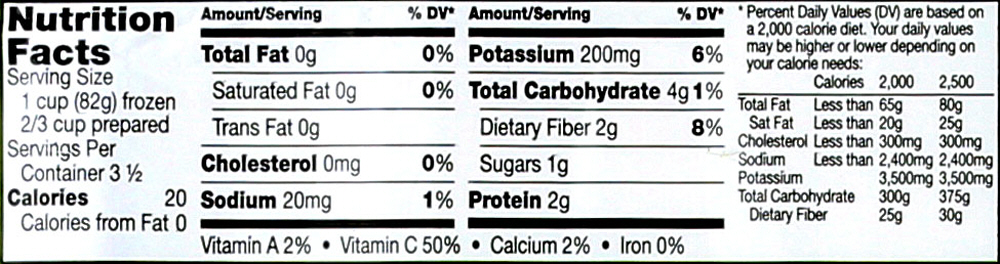 Nutrition
Facts
Serving Size
1 cup (82g) frozen
2/3 cup prepared
Servings Per
Container 3 ½
Calories 20
Calories from Fat 0
Amount/Serving % DV*
Total Fat 0g 0%
Saturated Fat 0g 0%
Trans Fat 0g
Cholesterol 0mg 0%
Sodium 20mg 1%
Amount/Serving % DV*
Potassium 200mg 6%
Total Carbohydrate 4g 1%
Dietary Fiber 2g 8%
Sugars 1g
Protein 2g
Vitamin A 2% • Vitamin C 50% • Calcium 2% • Iron 0%
* Percent Daily Values (DV) are based on
a 2,000 calorie diet. Your daily values
may be higher or lower depending on
your calorie needs:
Calories 2,000 2,500
Total Fat Less than 65g 80g
Sat Fat Less than 20g 25g
Cholesterol Less than 300mg 300mg
Sodium Less than 2,400mg 2,400mg
Potassium 3,500mg 3,500mg
Total Carbohydrate 300g 375g
Dietary Fiber 25g 30g